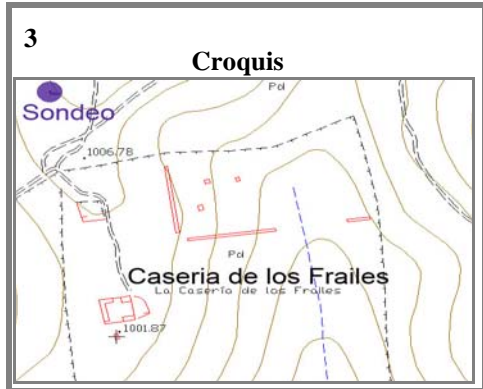 3
Croquis
Pol
Sondeo
1006.78
Pol
Caseria de los Frailes
La Casería de los Frailes
1001.87